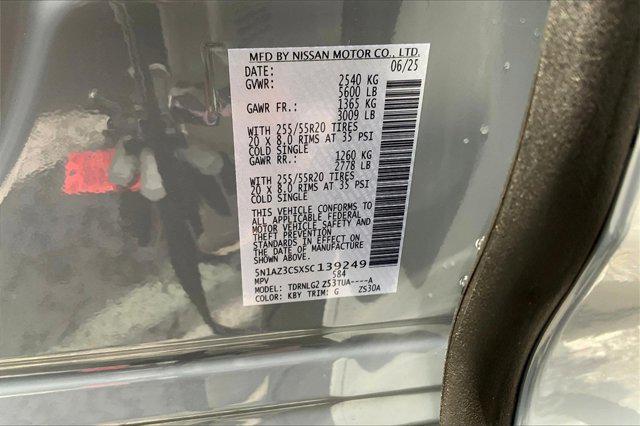 MFD BY NISSAN MOTOR CO., LTD.
DATE: 06/25
GVWR: 2540 KG
5600 LB
GAWR FR.: 1365 KG
3009 LB
WITH 255/55R20 TIRES
20 x 8.0 RIMS AT 35 PSI
COLD SINGLE
GAWR RR.: 1260 KG
2778 LB
WITH 255/55R20 TIRES
20 x 8.0 RIMS AT 35 PSI
COLD SINGLE
THIS VEHICLE CONFORMS TO
ALL APPLICABLE FEDERAL
MOTOR VEHICLE SAFETY AND
THEFT PREVENTION
STANDARDS IN EFFECT ON
THE DATE OF MANUFACTURE
SHOWN ABOVE.
5N1AZ3CSXSC139249
MPV 584
MODEL: TDRNLG2 Z53TUA----A
COLOR: KBY TRIM: G ZS30A